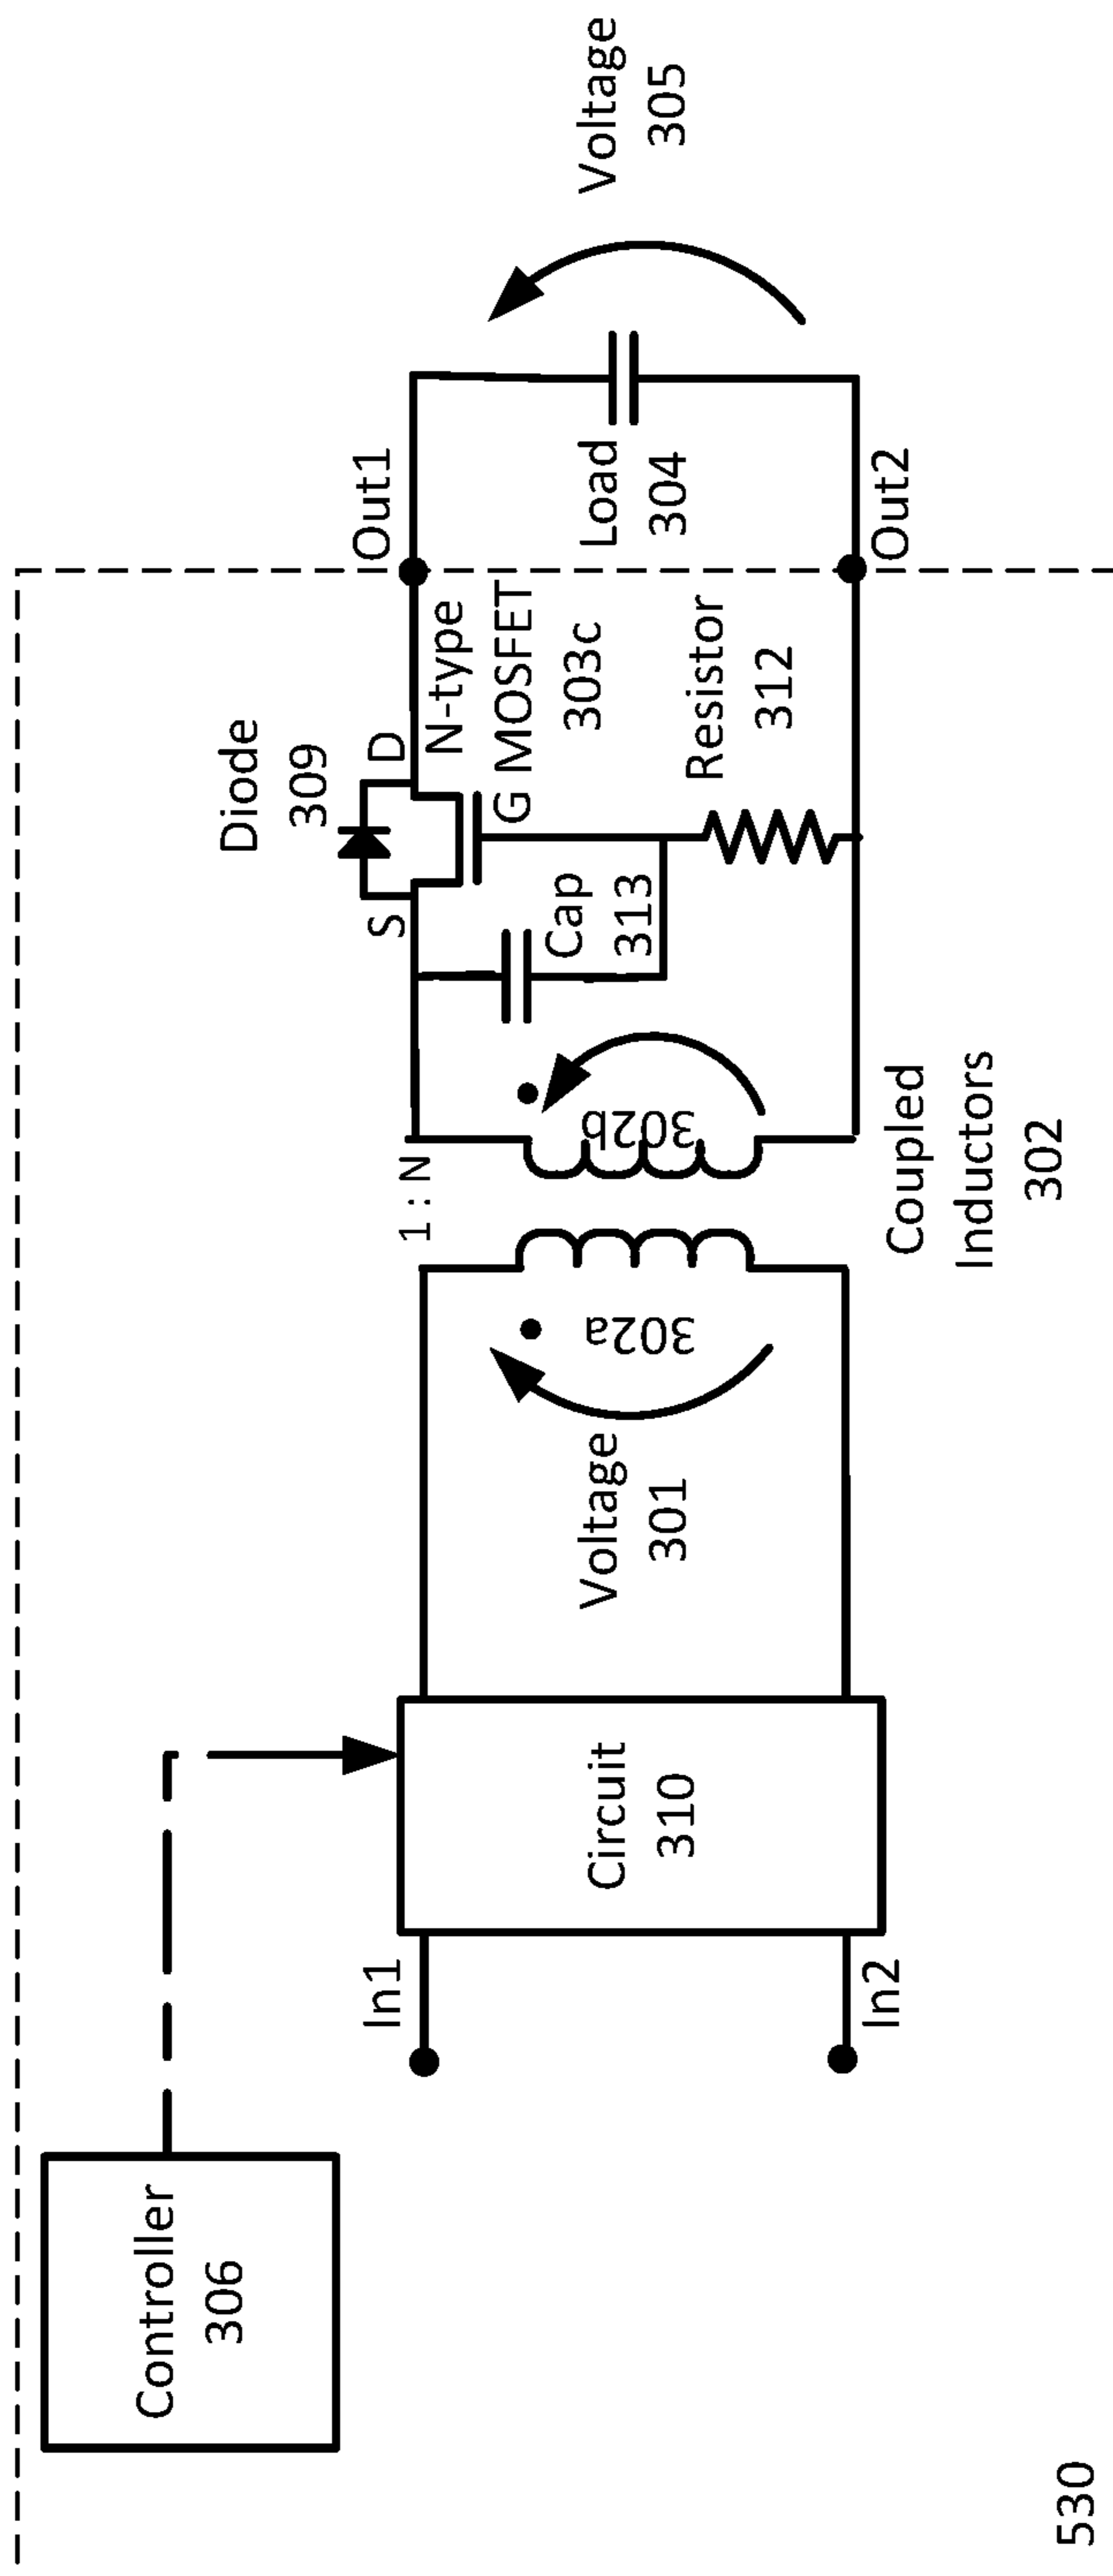 Controller
306
In1
In2
Circuit
310
Voltage
301
302a
1 : N
302b
Coupled
Inductors
302
Cap
313
S
Diode
309
D
G
N-type
MOSFET
303c
Resistor
312
Out1
Out2
Load
304
Voltage
305
530